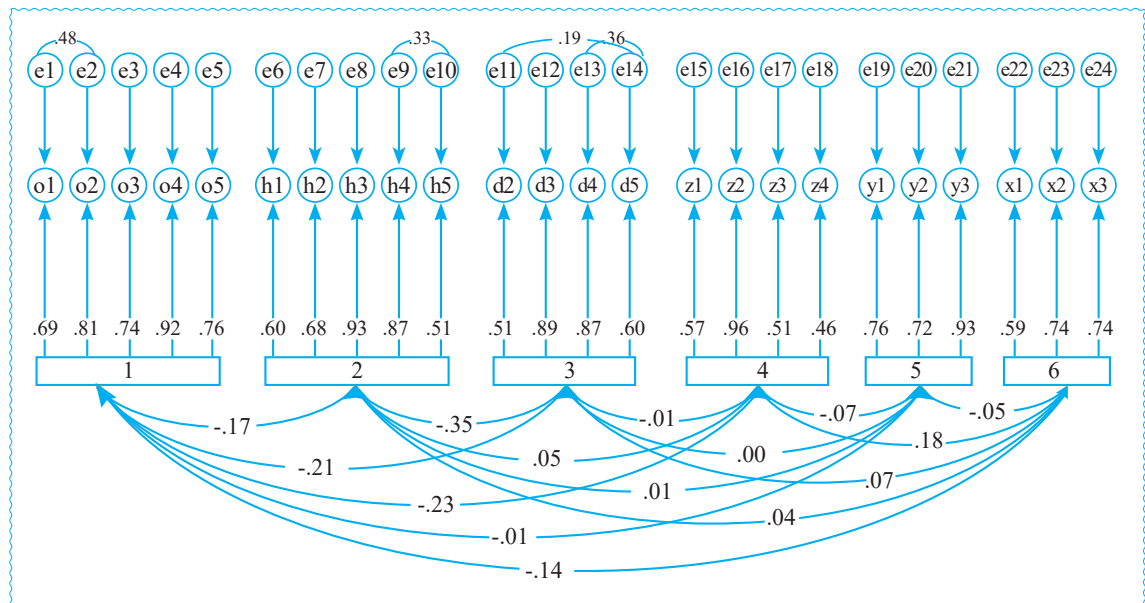 .48 .33 .19 .36
e1 e2 e3 e4 e5 e6 e7 e8 e9 e10 e11 e12 e13 e14 e15 e16 e17 e18 e19 e20 e21 e22 e23 e24
o1 o2 o3 o4 o5 h1 h2 h3 h4 h5 d2 d3 d4 d5 z1 z2 z3 z4 y1 y2 y3 x1 x2 x3
.69 .81 .74 .92 .76 .60 .68 .93 .87 .51 .51 .89 .87 .60 .57 .96 .51 .46 .76 .72 .93 .59 .74 .74
1 2 3 4 5 6
-.17 -.35 -.01 -.07 -.05
-.21 .05 .00 .18
-.23 .01 .07
-.01 .04
-.14